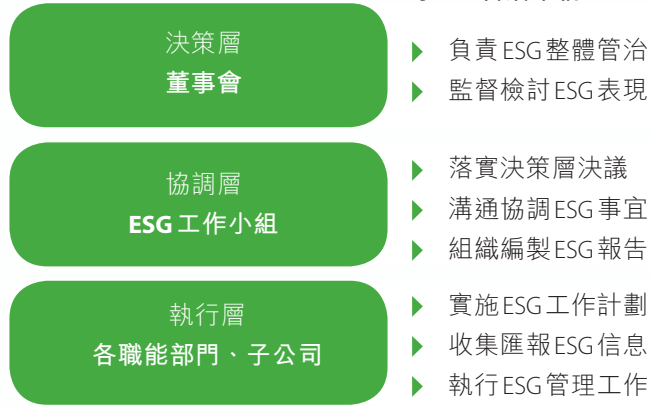 決策層
董事會
負責ESG整體管治
監督檢討ESG表現
協調層
ESG工作小組
落實決策層決議
溝通協調ESG事宜
組織編製ESG報告
執行層
各職能部門、子公司
實施ESG工作計劃
收集匯報ESG信息
執行ESG管理工作